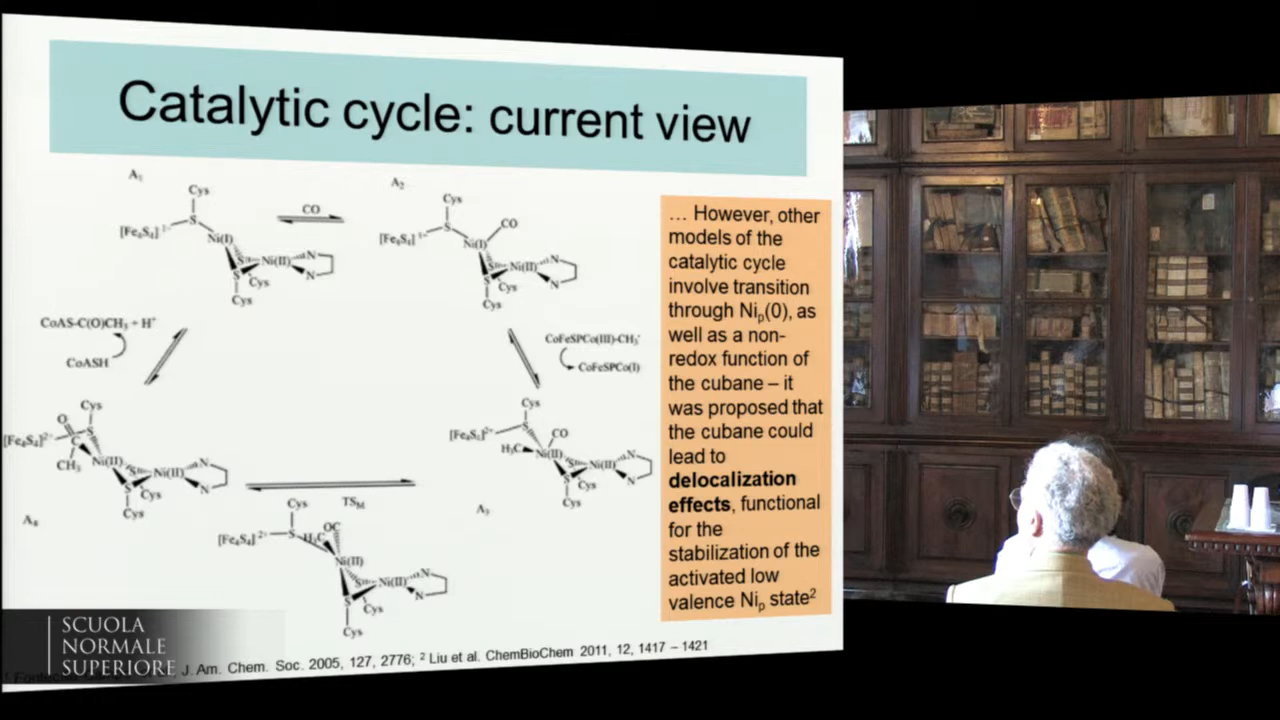 Catalytic cycle: current view
A₁
Cys
S
[Fe₄S₄]
Ni(I)
S
Ni(II)
N
N
S
Cys
Cys
CO
A₂
Cys
S
CO
[Fe₄S₄]
Ni(I)
S
Ni(II)
N
N
S
Cys
Cys
CoAS-C(O)CH₃ + H⁺
CoASH
CoFeSPCo(III)-CH₃
CoFeSPCo(I)
Cys
O
S
[Fe₄S₄]²⁻
C
CH₃
Ni(II)
S
Ni(II)
N
N
S
Cys
Cys
Cys
S
CO
[Fe₄S₄]²⁻
H₃C
Ni(II)
S
Ni(II)
N
N
S
Cys
Cys
TS_M
Cys
[Fe₄S₄]²⁻
S
H₃C
OC
Ni(II)
S
Ni(II)
N
N
S
Cys
Cys
... However, other
models of the
catalytic cycle
involve transition
through Niₚ(0), as
well as a non-
redox function of
the cubane – it
was proposed that
the cubane could
lead to
delocalization
effects, functional
for the
stabilization of the
activated low
valence Niₚ state²
SCUOLA
NORMALE
SUPERIORE
J. Am. Chem. Soc. 2005, 127, 2776; ² Liu et al. ChemBioChem 2011, 12, 1417 – 1421